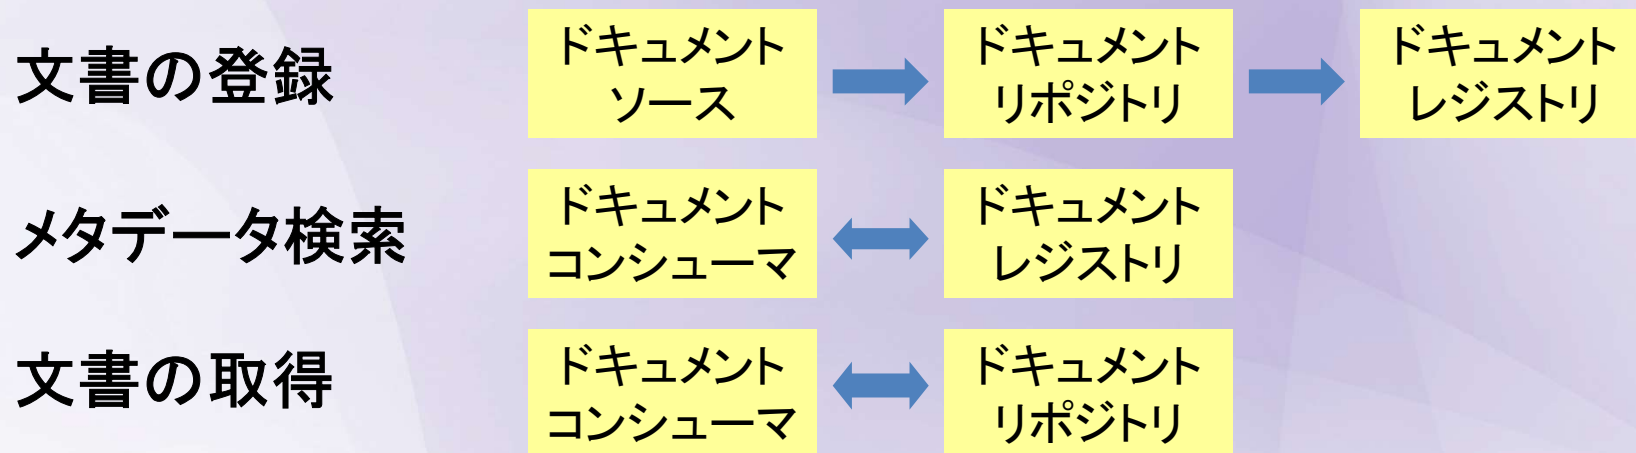 文書の登録
ドキュメント
ソース
ドキュメント
リポジトリ
ドキュメント
レジストリ
メタデータ検索
ドキュメント
コンシューマ
ドキュメント
レジストリ
文書の取得
ドキュメント
コンシューマ
ドキュメント
リポジトリ